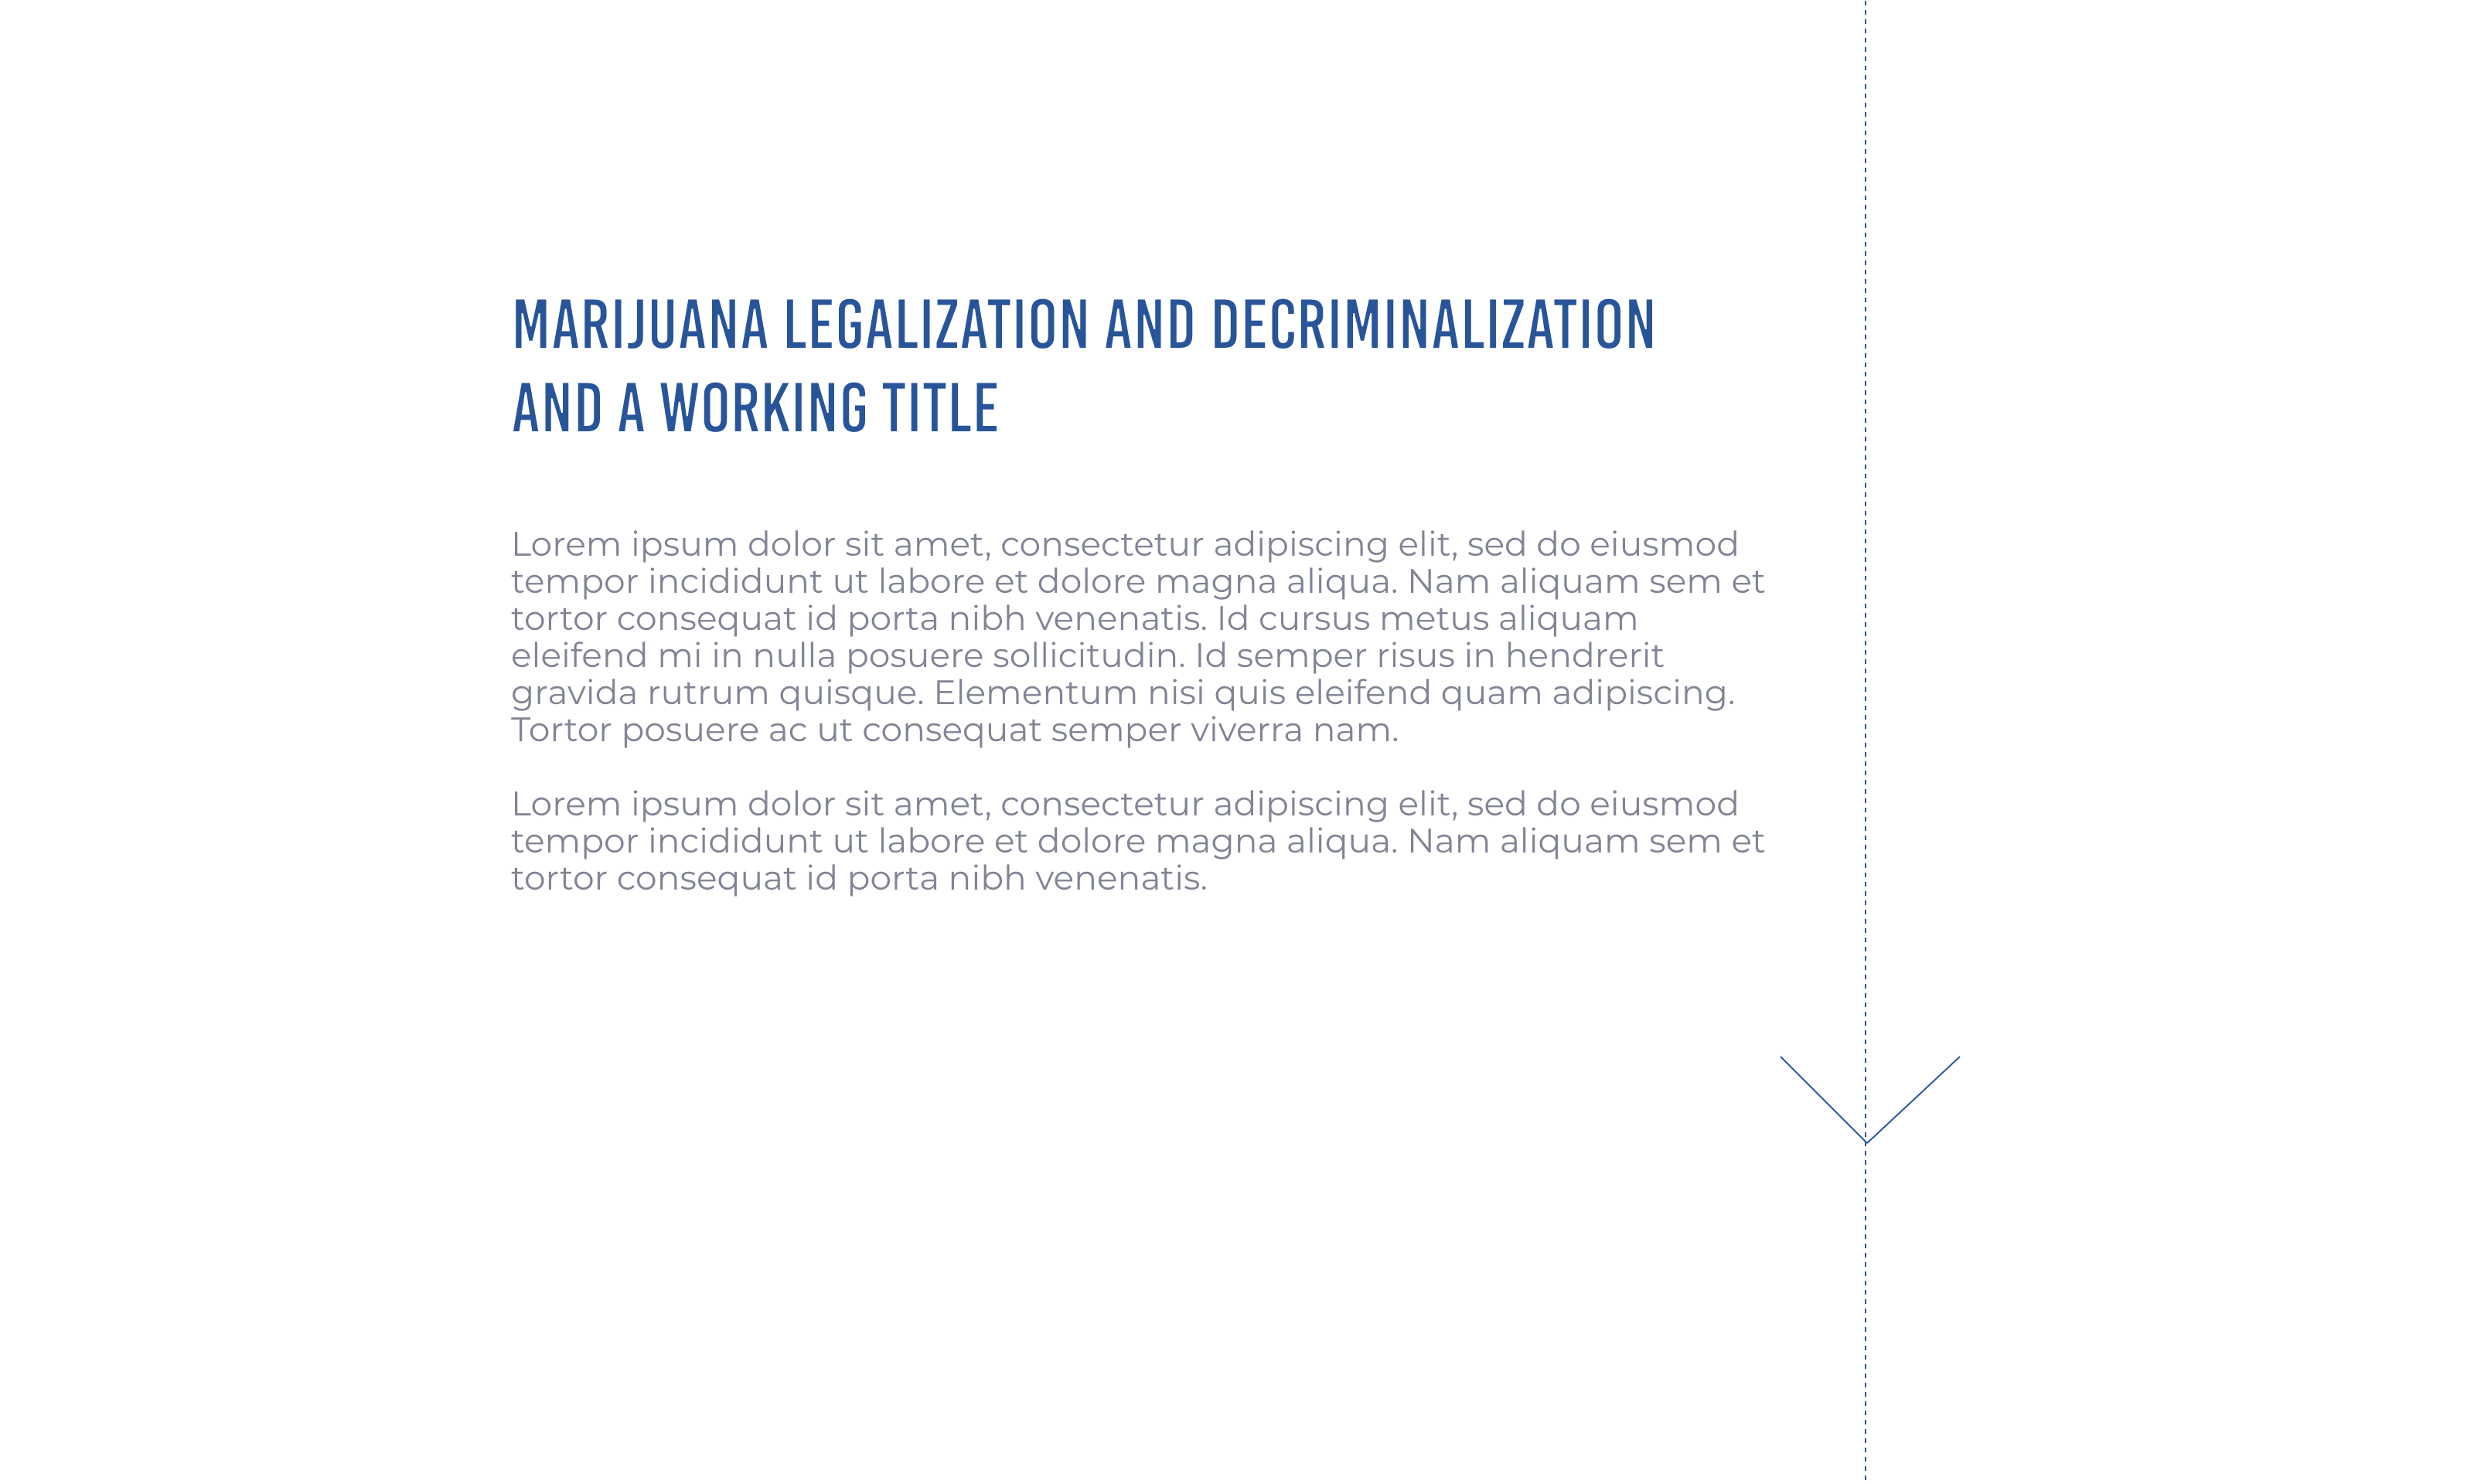 MARIJUANA LEGALIZATION AND DECRIMINALIZATION
AND A WORKING TITLE
Lorem ipsum dolor sit amet, consectetur adipiscing elit, sed do eiusmod
tempor incididunt ut labore et dolore magna aliqua. Nam aliquam sem et
tortor consequat id porta nibh venenatis. Id cursus metus aliquam
eleifend mi in nulla posuere sollicitudin. Id semper risus in hendrerit
gravida rutrum quisque. Elementum nisi quis eleifend quam adipiscing.
Tortor posuere ac ut consequat semper viverra nam.
Lorem ipsum dolor sit amet, consectetur adipiscing elit, sed do eiusmod
tempor incididunt ut labore et dolore magna aliqua. Nam aliquam sem et
tortor consequat id porta nibh venenatis.